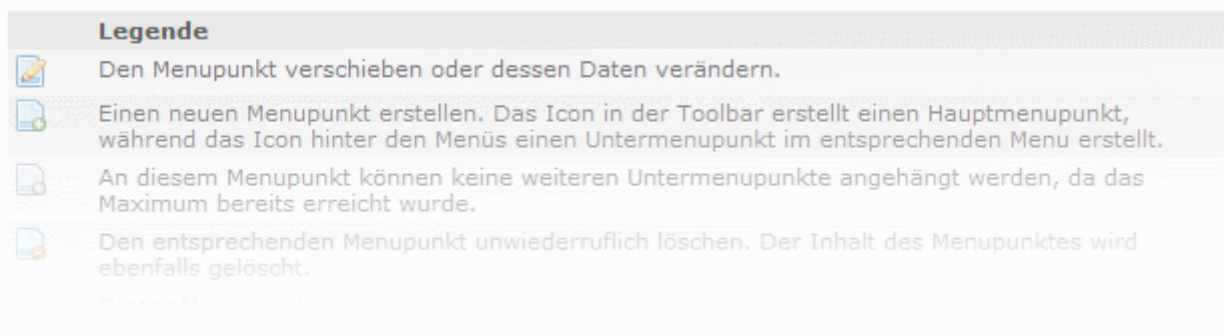 Legende
Den Menupunkt verschieben oder dessen Daten verändern.
Einen neuen Menupunkt erstellen. Das Icon in der Toolbar erstellt einen Hauptmenupunkt,
während das Icon hinter den Menüs einen Untermenupunkt im entsprechenden Menu erstellt.
An diesem Menupunkt können keine weiteren Untermenupunkte angehängt werden, da das
Maximum bereits erreicht wurde.
Den entsprechenden Menupunkt unwiederruflich löschen. Der Inhalt des Menupunktes wird
ebenfalls gelöscht.